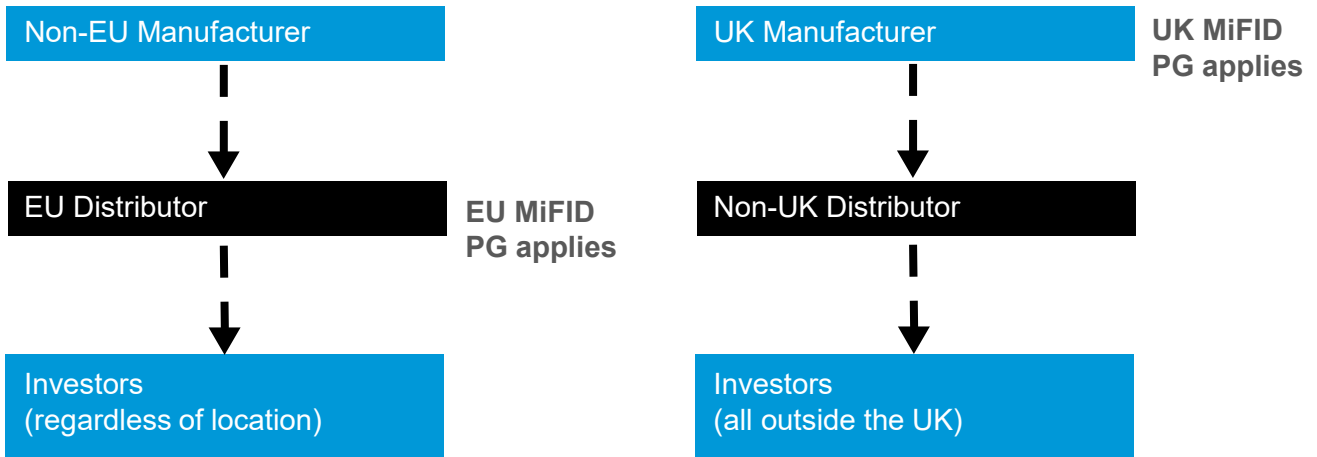 Non-EU Manufacturer
EU Distributor
EU MiFID
PG applies
Investors
(regardless of location)
UK Manufacturer
UK MiFID
PG applies
Non-UK Distributor
Investors
(all outside the UK)